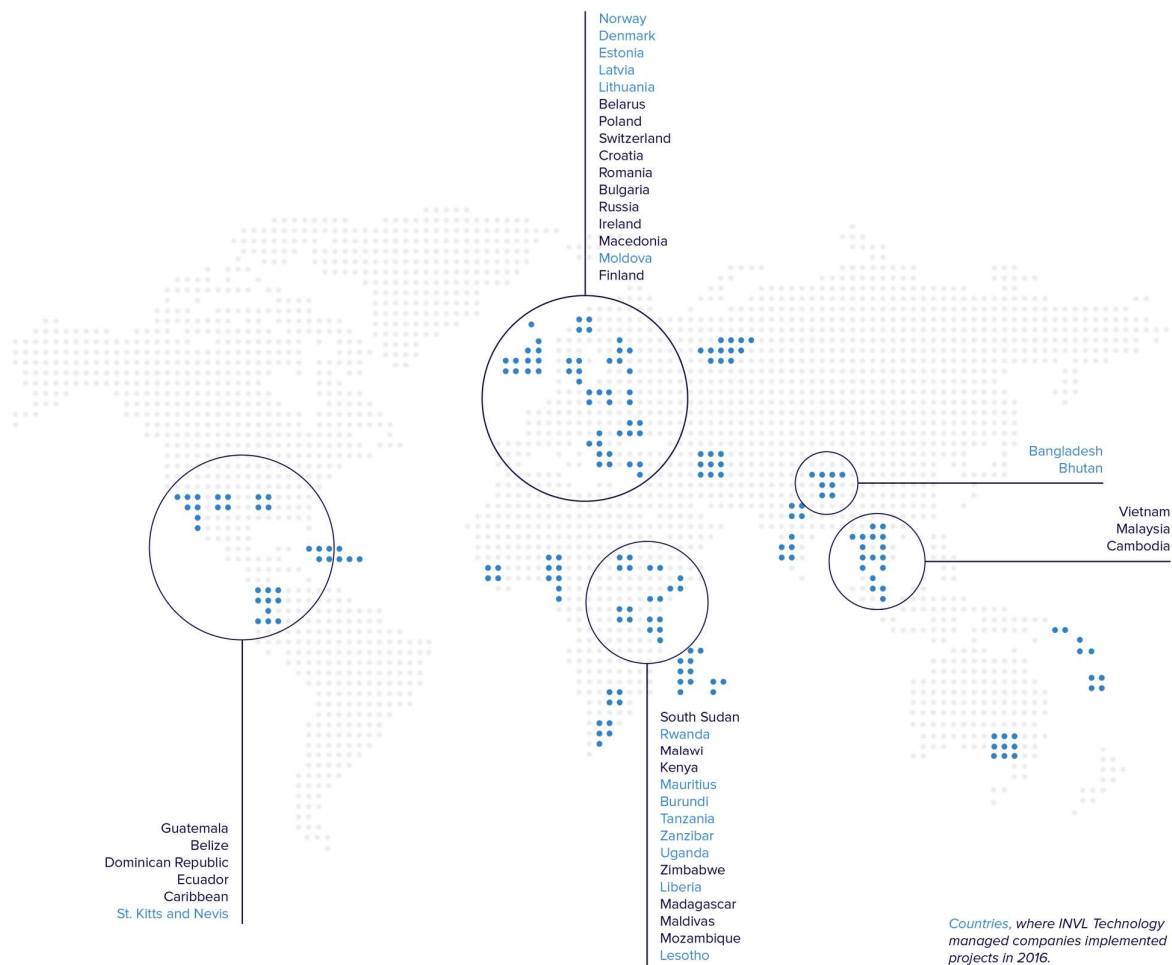 Norway
Denmark
Estonia
Latvia
Lithuania
Belarus
Poland
Switzerland
Croatia
Romania
Bulgaria
Russia
Ireland
Macedonia
Moldova
Finland
Bangladesh
Bhutan
Vietnam
Malaysia
Cambodia
South Sudan
Rwanda
Malawi
Kenya
Mauritius
Burundi
Tanzania
Zanzibar
Uganda
Zimbabwe
Liberia
Madagascar
Maldivas
Mozambique
Lesotho
Guatemala
Belize
Dominican Republic
Ecuador
Caribbean
St. Kitts and Nevis
Countries, where INVL Technology
managed companies implemented
projects in 2016.